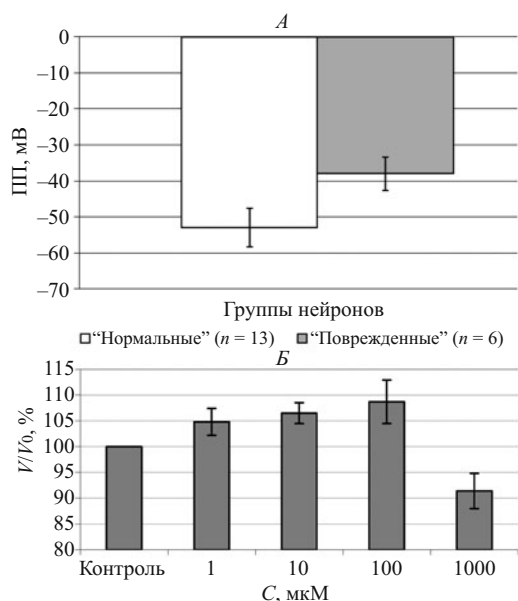 А
0
–10
–20
–30
–40
–50
–60
–70
ПП, мВ
Группы нейронов
“Нормальные” (n = 13) “Поврежденные” (n = 6)
Б
115
110
105
100
95
90
85
80
V/V0, %
Контроль 1 10 100 1000
С, мкМ